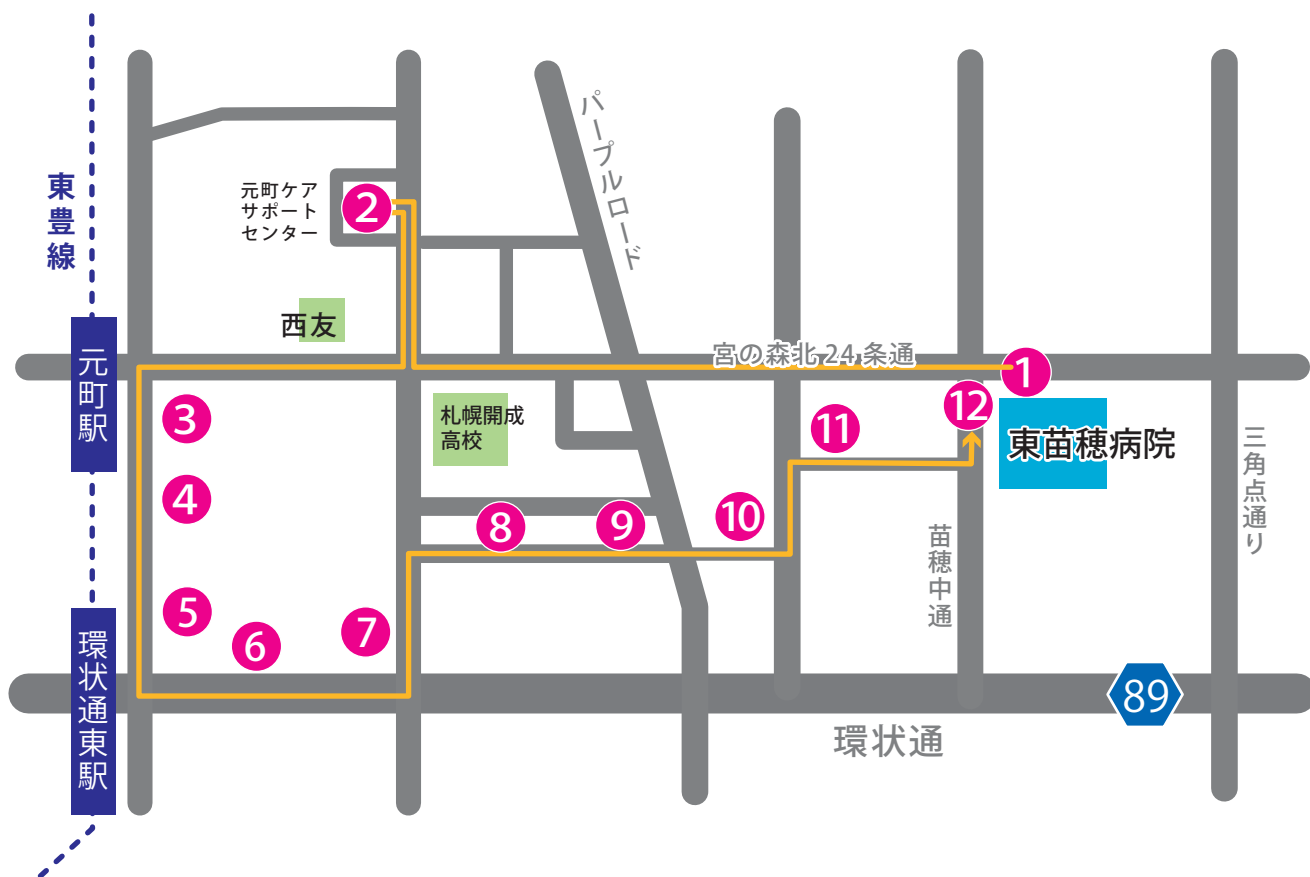 パープルロード
東豊線
元町ケア
サポート
センター
2
西友
元町駅
宮の森北 24 条通
1
3
札幌開成
高校
12
11
東苗穂病院
三角点通り
4
8
9
10
苗穂中通
5
6
7
環状通東駅
89
環状通